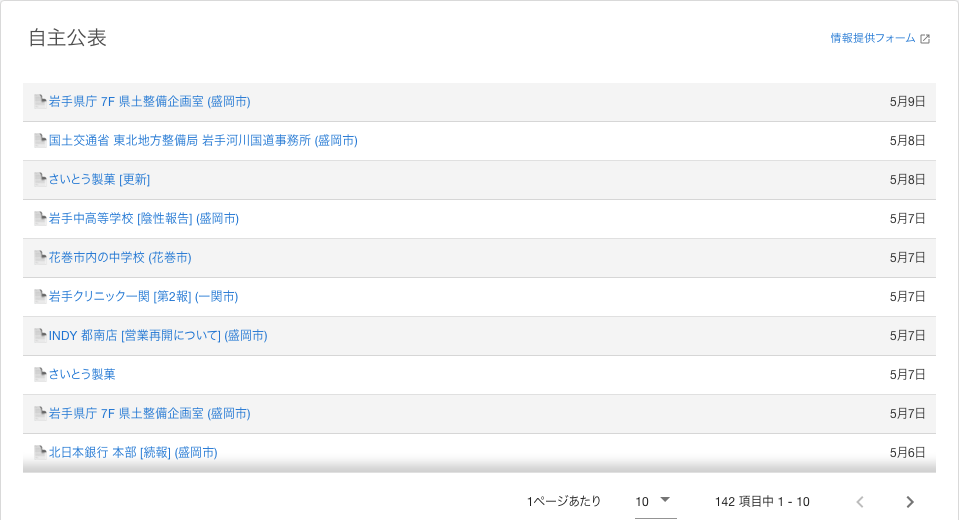 自主公表
情報提供フォーム
岩手県庁 7F 県土整備企画室 (盛岡市) 5月9日
国土交通省 東北地方整備局 岩手河川国道事務所 (盛岡市) 5月8日
さいとう製菓 [更新] 5月8日
岩手中高等学校 [陰性報告] (盛岡市) 5月7日
花巻市内の中学校 (花巻市) 5月7日
岩手クリニック一関 [第2報] (一関市) 5月7日
INDY 都南店 [営業再開について] (盛岡市) 5月7日
さいとう製菓 5月7日
岩手県庁 7F 県土整備企画室 (盛岡市) 5月7日
北日本銀行 本部 [続報] (盛岡市) 5月6日
1ページあたり 10 142 項目中 1 - 10